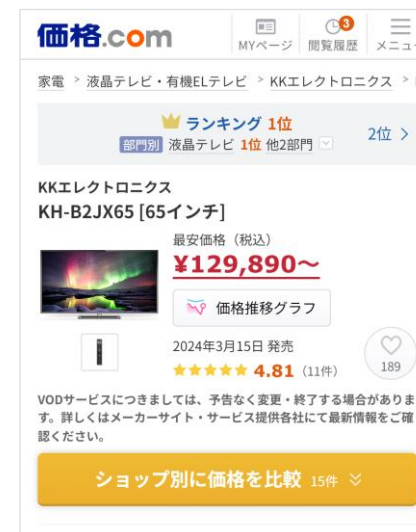 価格.com
3
MYページ 閲覧履歴 メニュ
家電 > 液晶テレビ・有機ELテレビ > KKエレクトロニクス >
ランキング 1位
部門別 液晶テレビ 1位 他2部門
2位 >
KKエレクトロニクス
KH-B2JX65 [65インチ]
最安価格（税込）
¥129,890～
価格推移グラフ
2024年3月15日 発売
★★★★★ 4.81 （11件）
189
VODサービスにつきましては、予告なく変更・終了する場合がありま
す。詳しくはメーカーサイト・サービス提供各社にて最新情報をご確
認ください。
ショップ別に価格を比較 15件